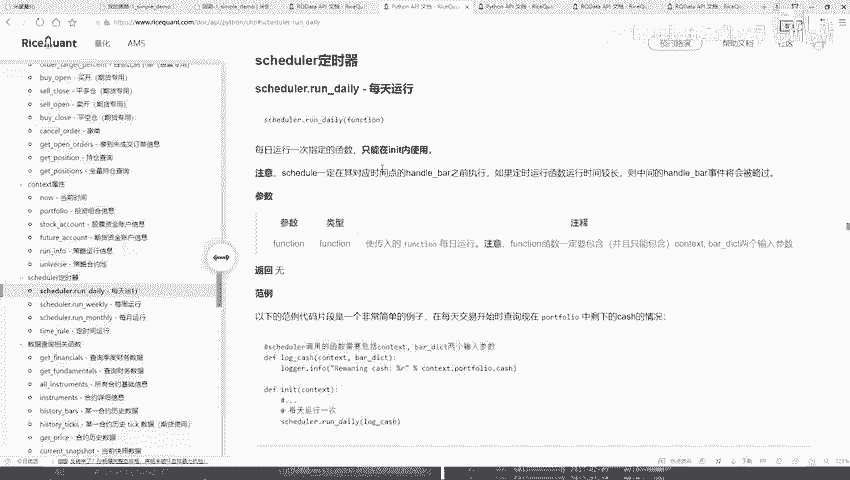 https://www.ricequant.com/doc/api/python/chn#scheduler-run_daily
RiceQuant 量化 AMS
帮助文档
社区
buy_open - 买开（期货专用）
sell_close - 平多仓（期货专用）
sell_open - 卖开（期货专用）
buy_close - 平空仓（期货专用）
cancel_order - 撤单
get_open_orders - 拿到未成交订单信息
get_position - 持仓查询
get_positions - 全量持仓查询
context属性
now - 当前时间
portfolio - 投资组合信息
stock_account - 股票资金账户信息
future_account - 期货资金账户信息
run_info - 策略运行信息
universe - 策略合约池
scheduler定时器
scheduler.run_daily - 每天运行
scheduler.run_weekly - 每周运行
scheduler.run_monthly - 每月运行
time_rule - 定时间运行
数据查询相关函数
get_financials - 查询季度财务数据
get_fundamentals - 查询财务数据
all_instruments - 所有合约基础信息
instruments - 合约详细信息
history_bars - 某一合约历史数据
history_ticks - 某一合约历史 tick 数据（期货使用）
get_price - 合约历史数据
current_snapshot - 当前快照数据
scheduler定时器
scheduler.run_daily - 每天运行
scheduler.run_daily(function)
每日运行一次指定的函数，只能在init内使用。
注意，schedule一定在其对应时间点的handle_bar之前执行，如果定时运行函数运行时间较长，则中间的handle_bar事件将会被略过。
参数
参数 类型 注释
function function 使传入的 function 每日运行。注意，function函数一定要包含（并且只能包含）context, bar_dict两个输入参数
返回 无
范例
以下的范例代码片段是一个非常简单的例子，在每天交易开始时查询现在 portfolio 中剩下的cash的情况：
#scheduler调用的函数需要包括context, bar_dict两个输入参数
def log_cash(context, bar_dict):
logger.info("Remaning cash: %r" % context.portfolio.cash)
def init(context):
#...
# 每天运行一次
scheduler.run_daily(log_cash)